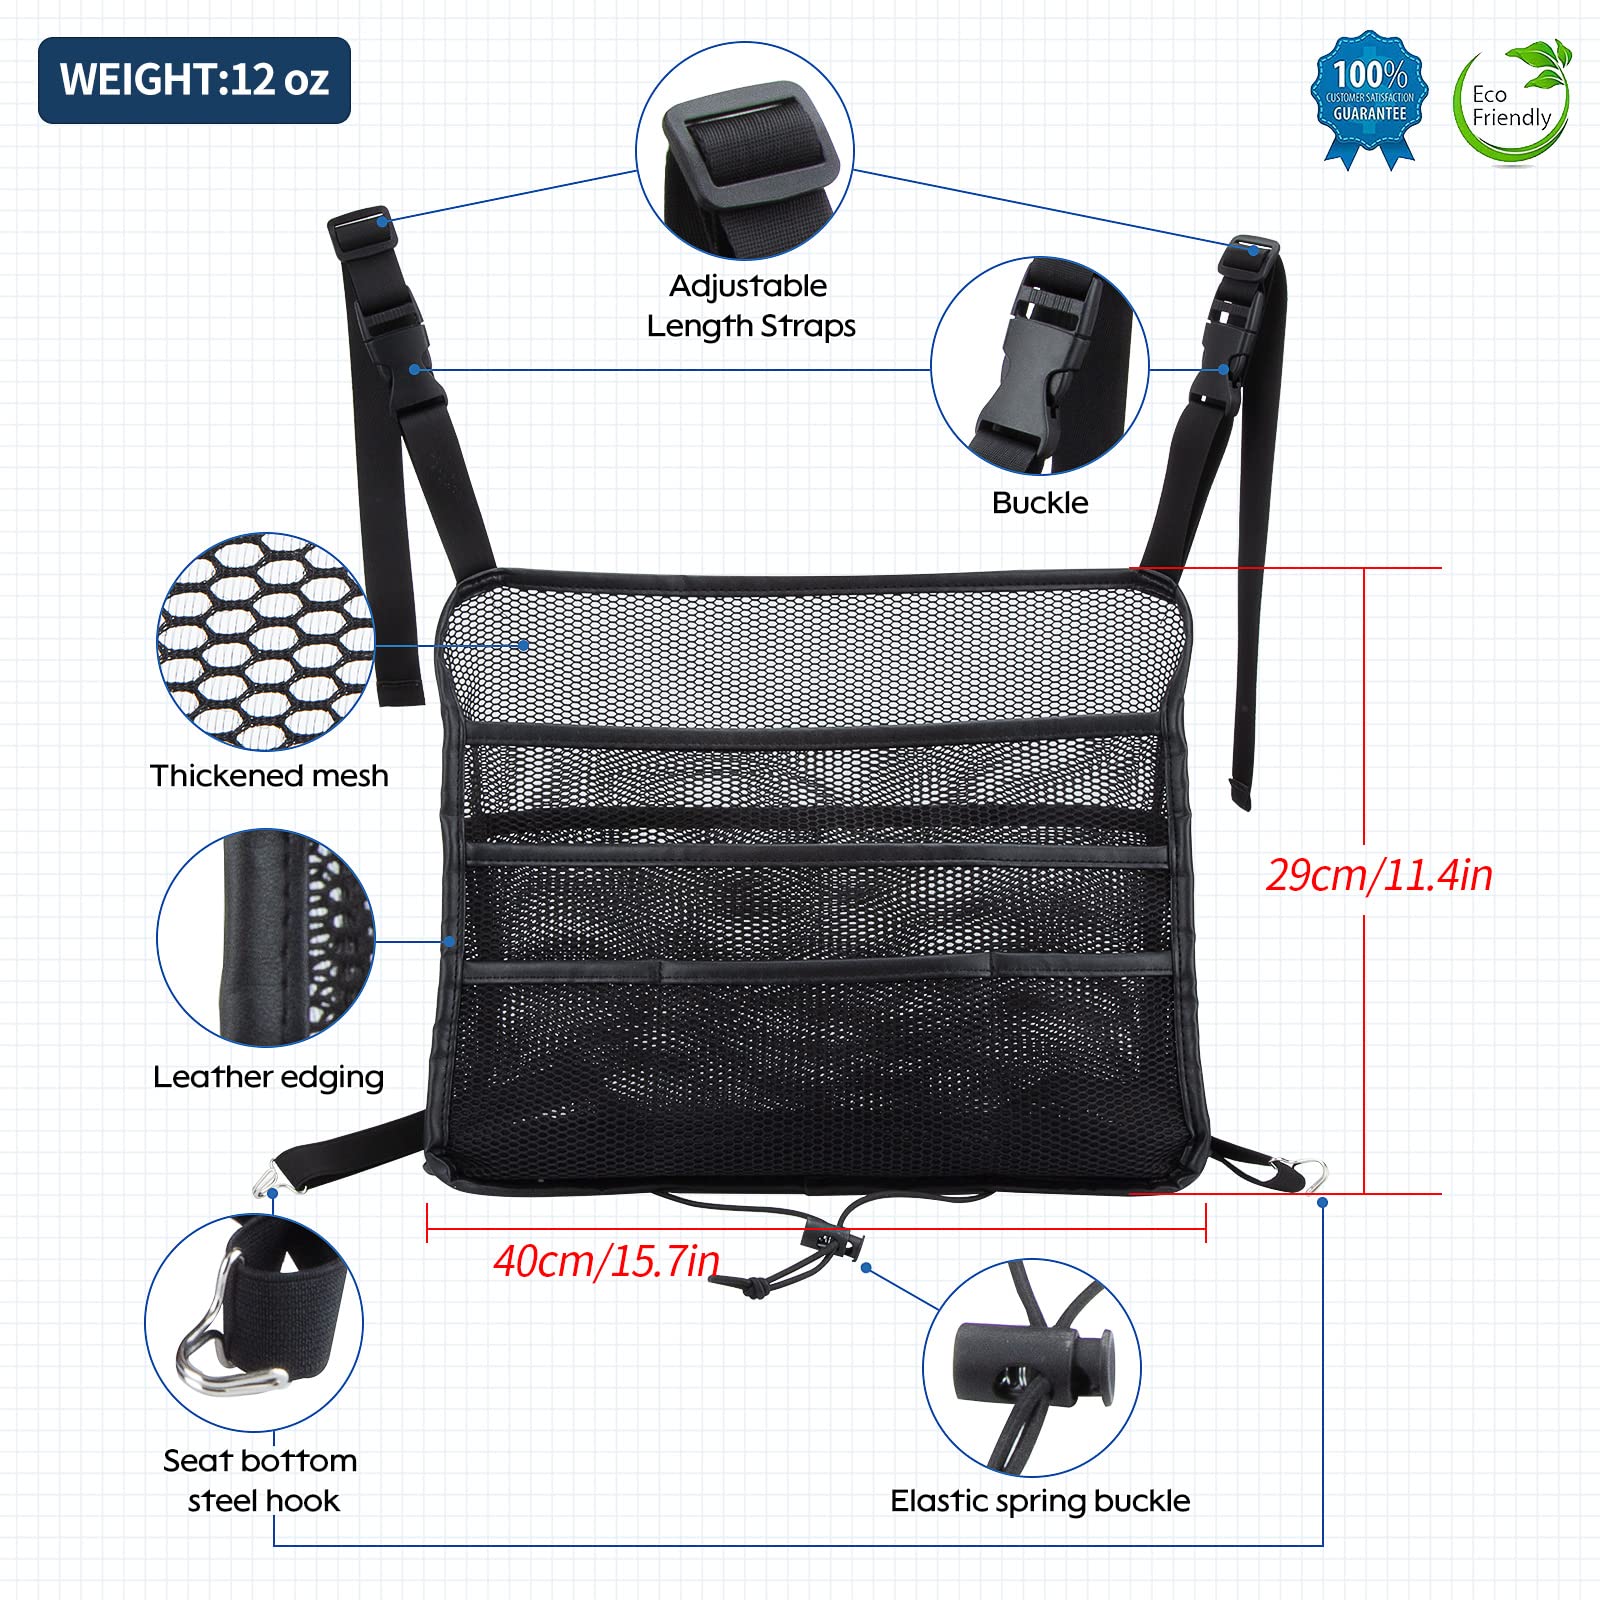 WEIGHT:12 oz
100%
CUSTOMER SATISFACTION
GUARANTEE
Eco
Friendly
Adjustable
Length Straps
Buckle
Thickened mesh
29cm/11.4in
Leather edging
40cm/15.7in
Seat bottom
steel hook
Elastic spring buckle